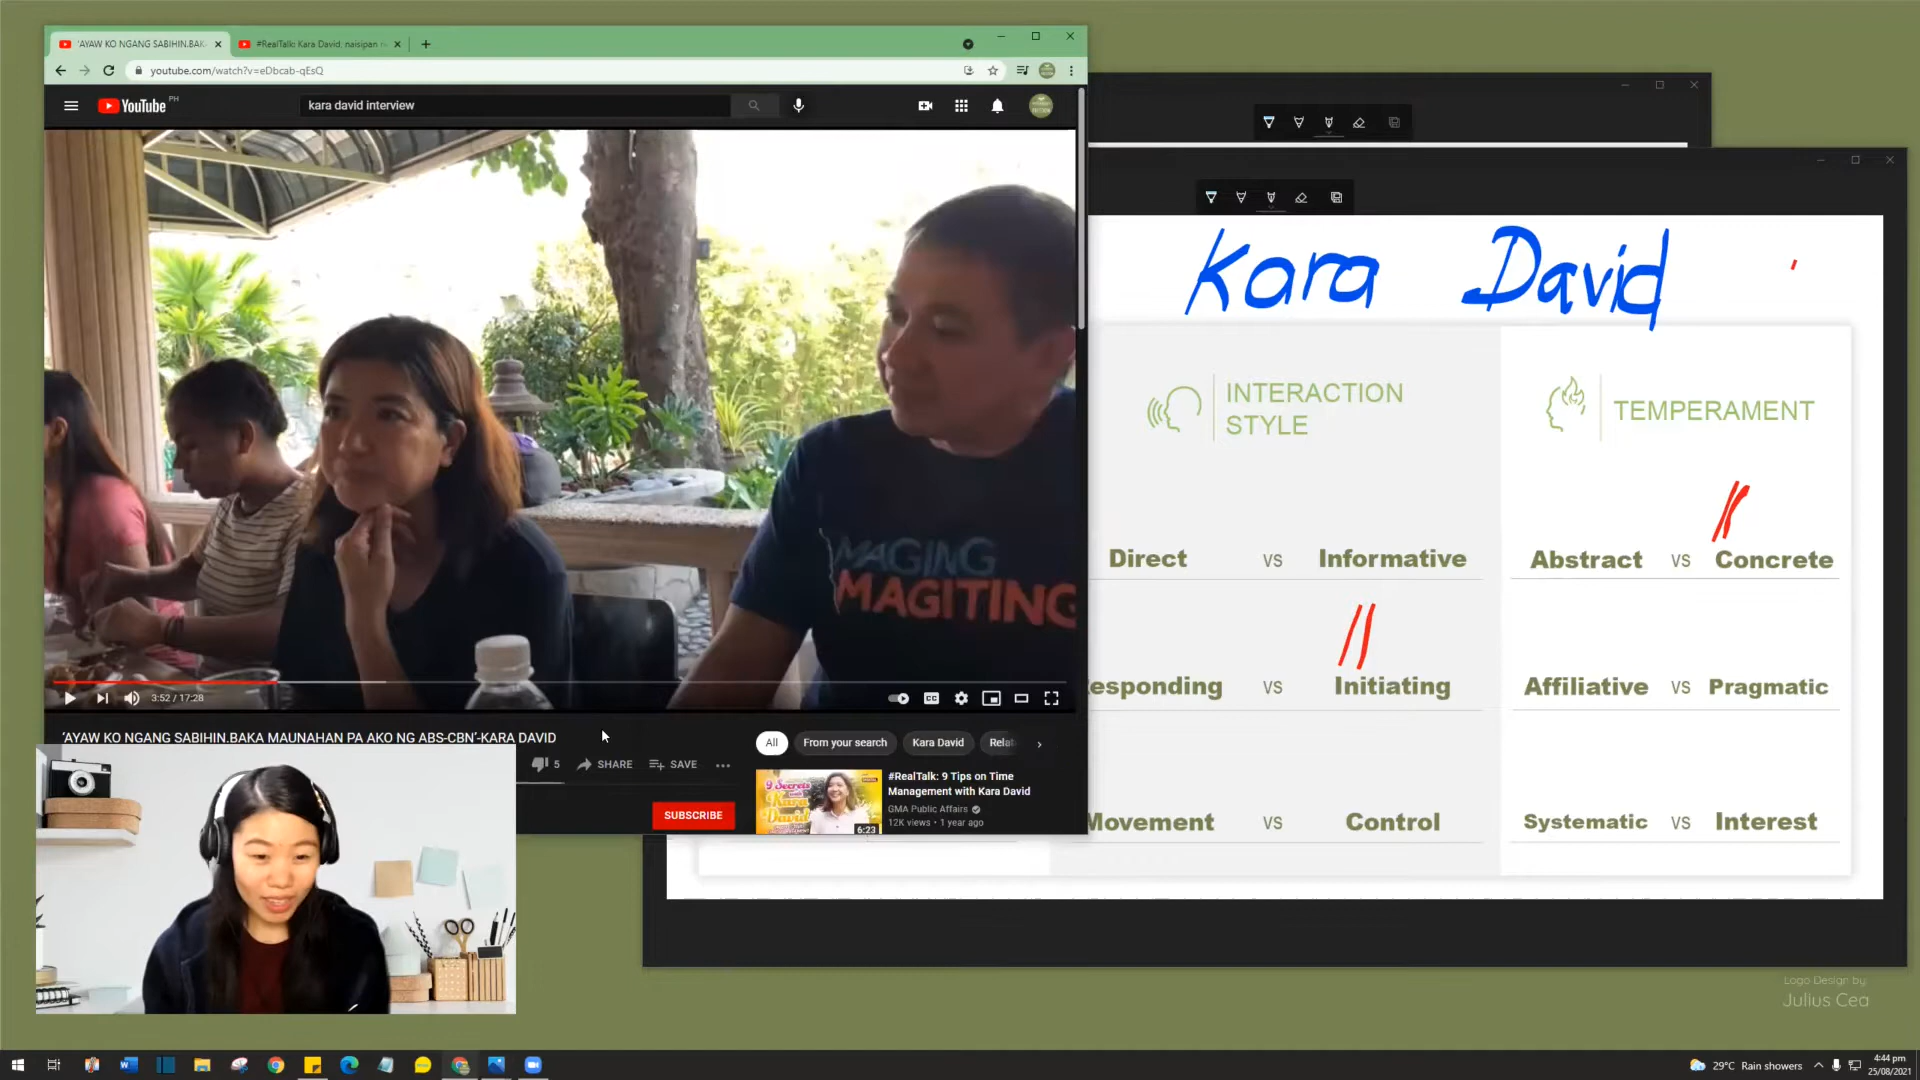 'AYAW KO NGANG SABIHIN.BAK
#RealTalk: Kara David, naisipan
youtube.com/watch?v=eDbcab-qEsQ
YouTube PH
kara david interview
MAGING
MAGITING
3:52 / 17:28
'AYAW KO NGANG SABIHIN.BAKA MAUNAHAN PA AKO NG ABS-CBN'-KARA DAVID
5 SHARE SAVE
SUBSCRIBE
All From your search Kara David Relat
9 Secrets
with
Kara
David
6:23
#RealTalk: 9 Tips on Time
Management with Kara David
GMA Public Affairs
12K views • 1 year ago
Kara David
INTERACTION
STYLE
TEMPERAMENT
Direct vs Informative
Abstract vs Concrete
esponding vs Initiating
Affiliative vs Pragmatic
Movement vs Control
Systematic vs Interest
Logo Design by:
Julius Cea
29°C Rain showers
4:44 pm
25/08/2021